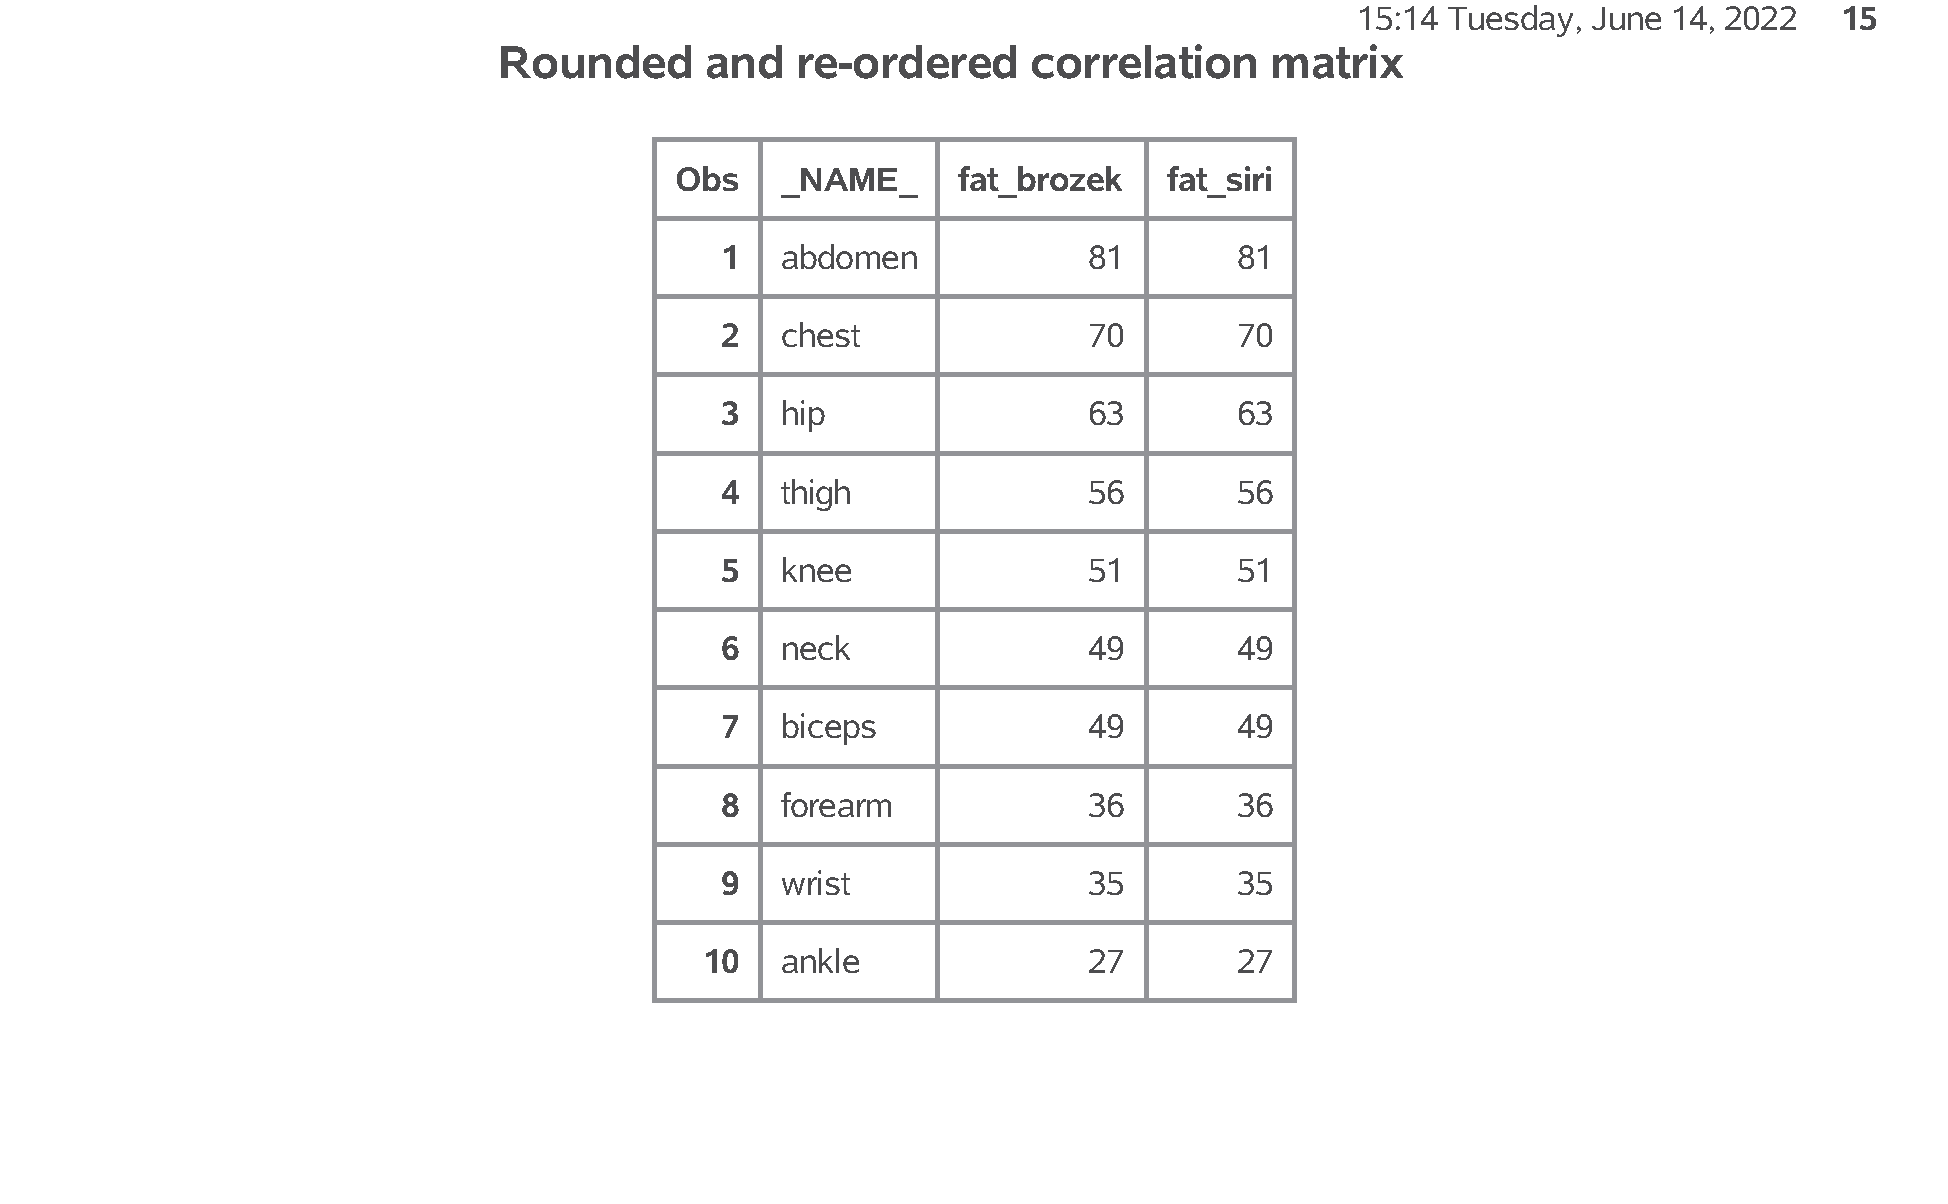 15:14 Tuesday, June 14, 2022 15
Rounded and re-ordered correlation matrix
Obs _NAME_ fat_brozek fat_siri
1 abdomen 81 81
2 chest 70 70
3 hip 63 63
4 thigh 56 56
5 knee 51 51
6 neck 49 49
7 biceps 49 49
8 forearm 36 36
9 wrist 35 35
10 ankle 27 27